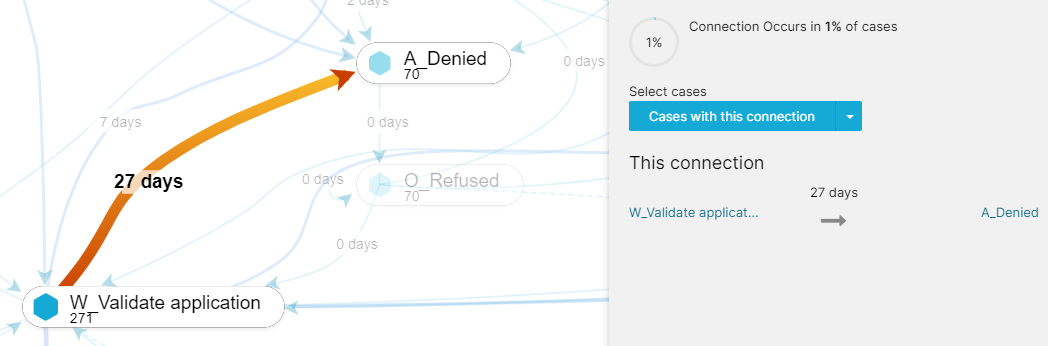 2 days
A_Denied
70
0 days
7 days
0 days
27 days
0 days
O_Refused
70
0 days
W_Validate application
271
1%
Connection Occurs in 1% of cases
Select cases
Cases with this connection
This connection
27 days
W_Validate applicat...
A_Denied